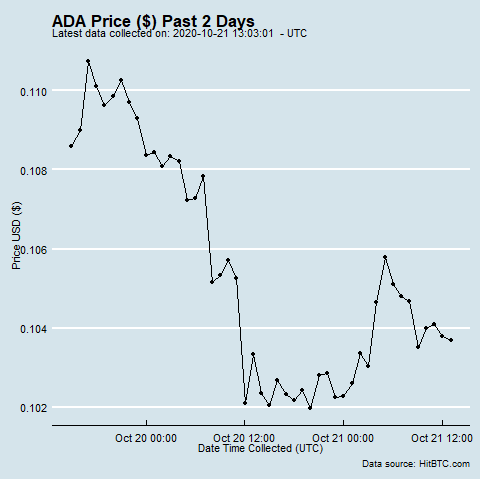 ADA Price ($) Past 2 Days
Latest data collected on: 2020-10-21 13:03:01 - UTC
0.110
0.108
0.106
0.104
0.102
Price USD ($)
Oct 20 00:00 Oct 20 12:00 Oct 21 00:00 Oct 21 12:00
Date Time Collected (UTC)
Data source: HitBTC.com